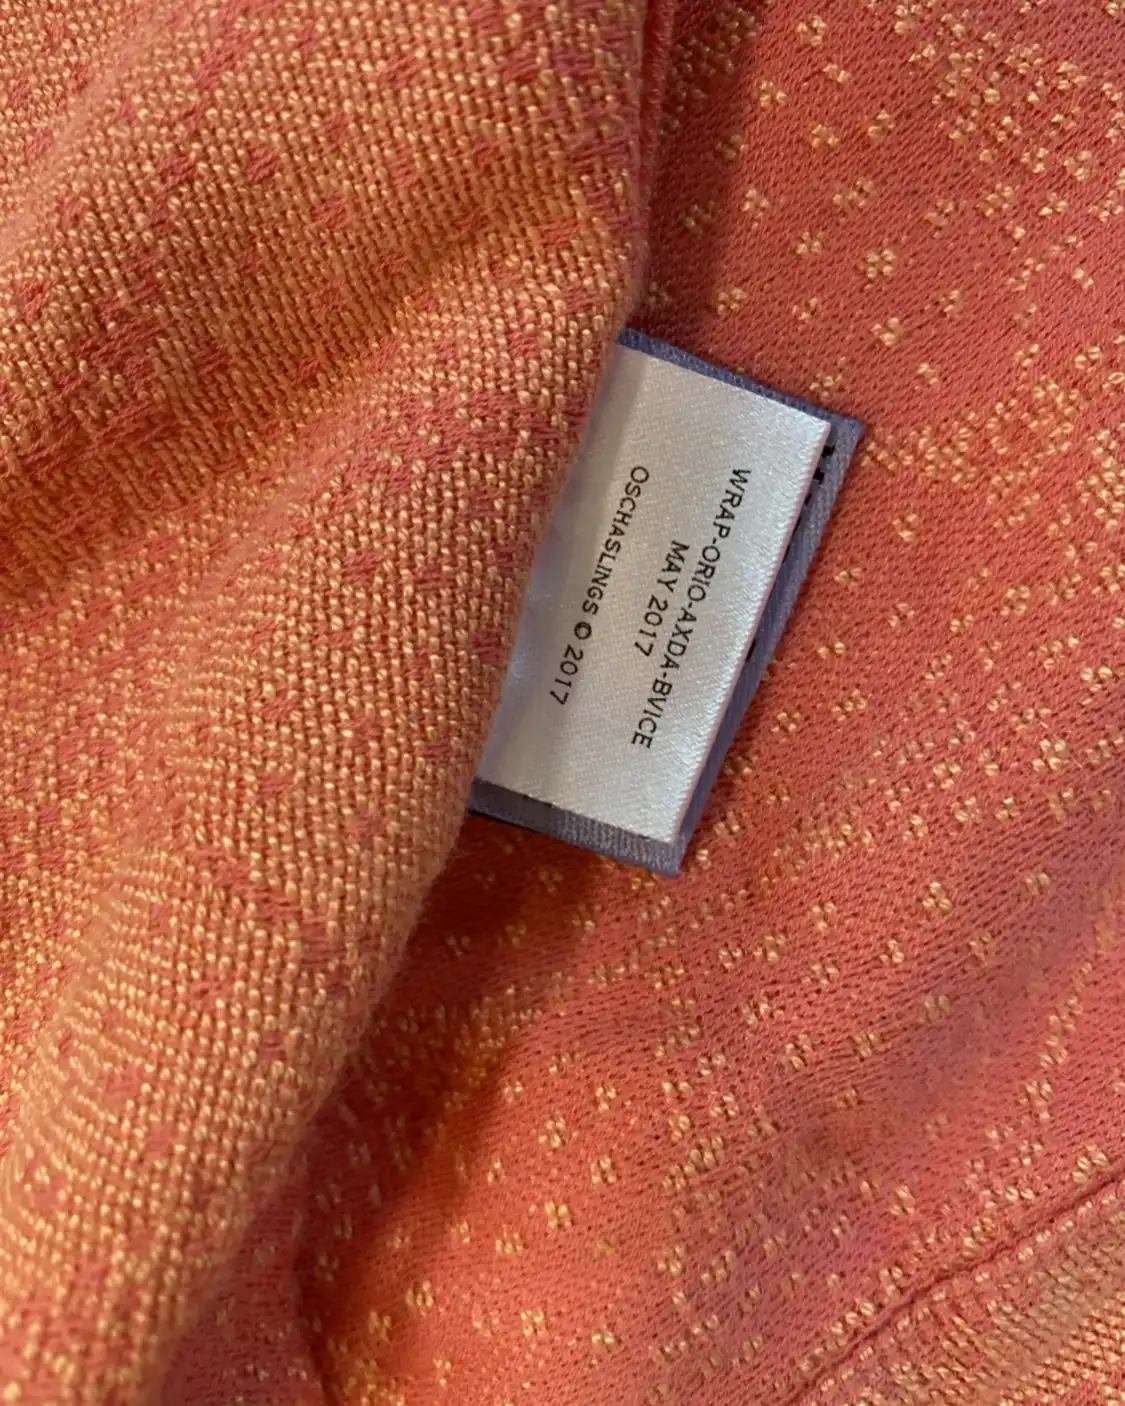 WRAP-ORIO-AXDA-BVICE
MAY 2017
OSCHASLINGS © 2017